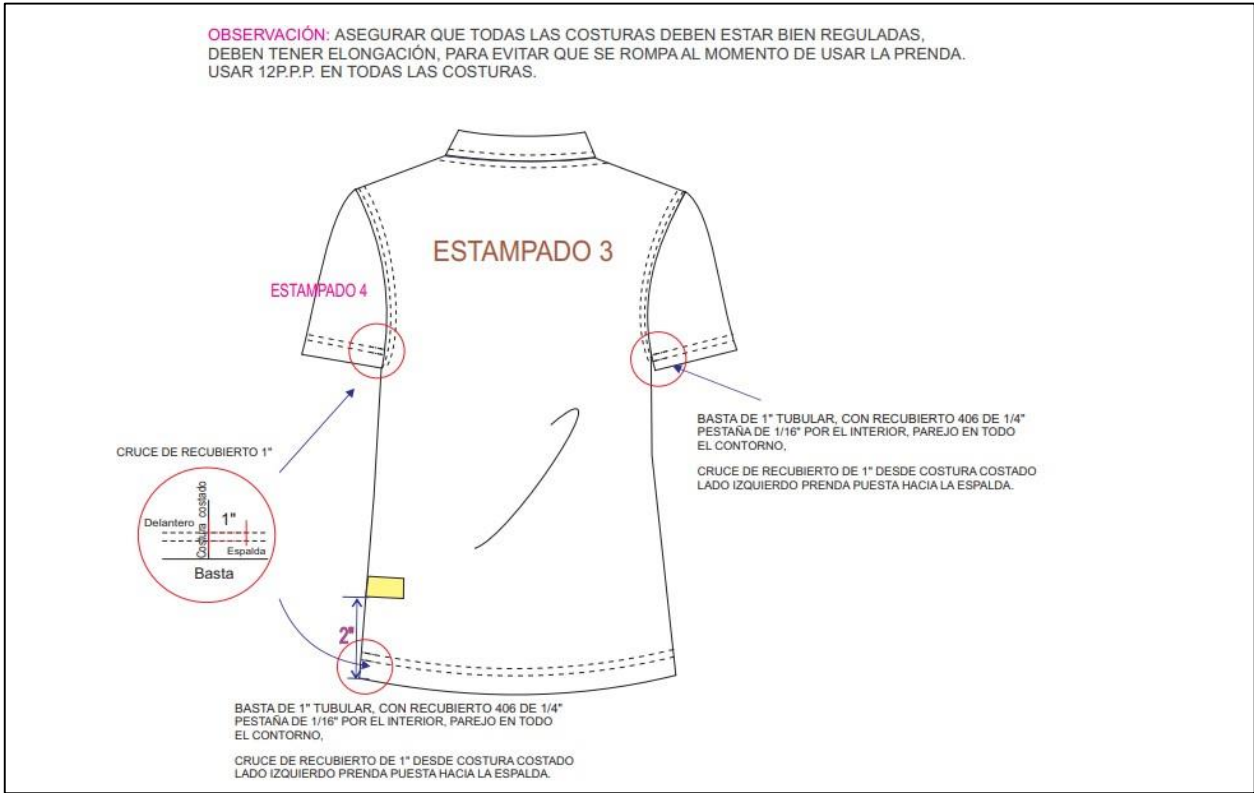 OBSERVACIÓN: ASEGURAR QUE TODAS LAS COSTURAS DEBEN ESTAR BIEN REGULADAS,
DEBEN TENER ELONGACIÓN, PARA EVITAR QUE SE ROMPA AL MOMENTO DE USAR LA PRENDA.
USAR 12P.P.P. EN TODAS LAS COSTURAS.
ESTAMPADO 3
ESTAMPADO 4
BASTA DE 1" TUBULAR, CON RECUBIERTO 406 DE 1/4"
PESTAÑA DE 1/16" POR EL INTERIOR, PAREJO EN TODO
EL CONTORNO,
CRUCE DE RECUBIERTO DE 1" DESDE COSTURA COSTADO
LADO IZQUIERDO PRENDA PUESTA HACIA LA ESPALDA.
CRUCE DE RECUBIERTO 1"
Costura costado
Delantero
1"
Espalda
Basta
2"
BASTA DE 1" TUBULAR, CON RECUBIERTO 406 DE 1/4"
PESTAÑA DE 1/16" POR EL INTERIOR, PAREJO EN TODO
EL CONTORNO,
CRUCE DE RECUBIERTO DE 1" DESDE COSTURA COSTADO
LADO IZQUIERDO PRENDA PUESTA HACIA LA ESPALDA.